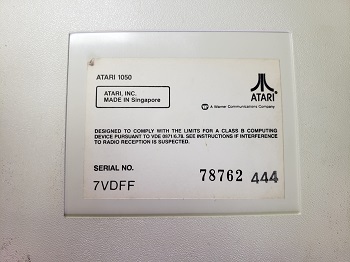 ATARI 1050
ATARI, INC.
MADE IN Singapore
ATARI
A Warner Communications Company
DESIGNED TO COMPLY WITH THE LIMITS FOR A CLASS B COMPUTING
DEVICE PURSUANT TO VDE 0871/6.78. SEE INSTRUCTIONS IF INTERFERENCE
TO RADIO RECEPTION IS SUSPECTED.
SERIAL NO.
7VDFF 78762 444